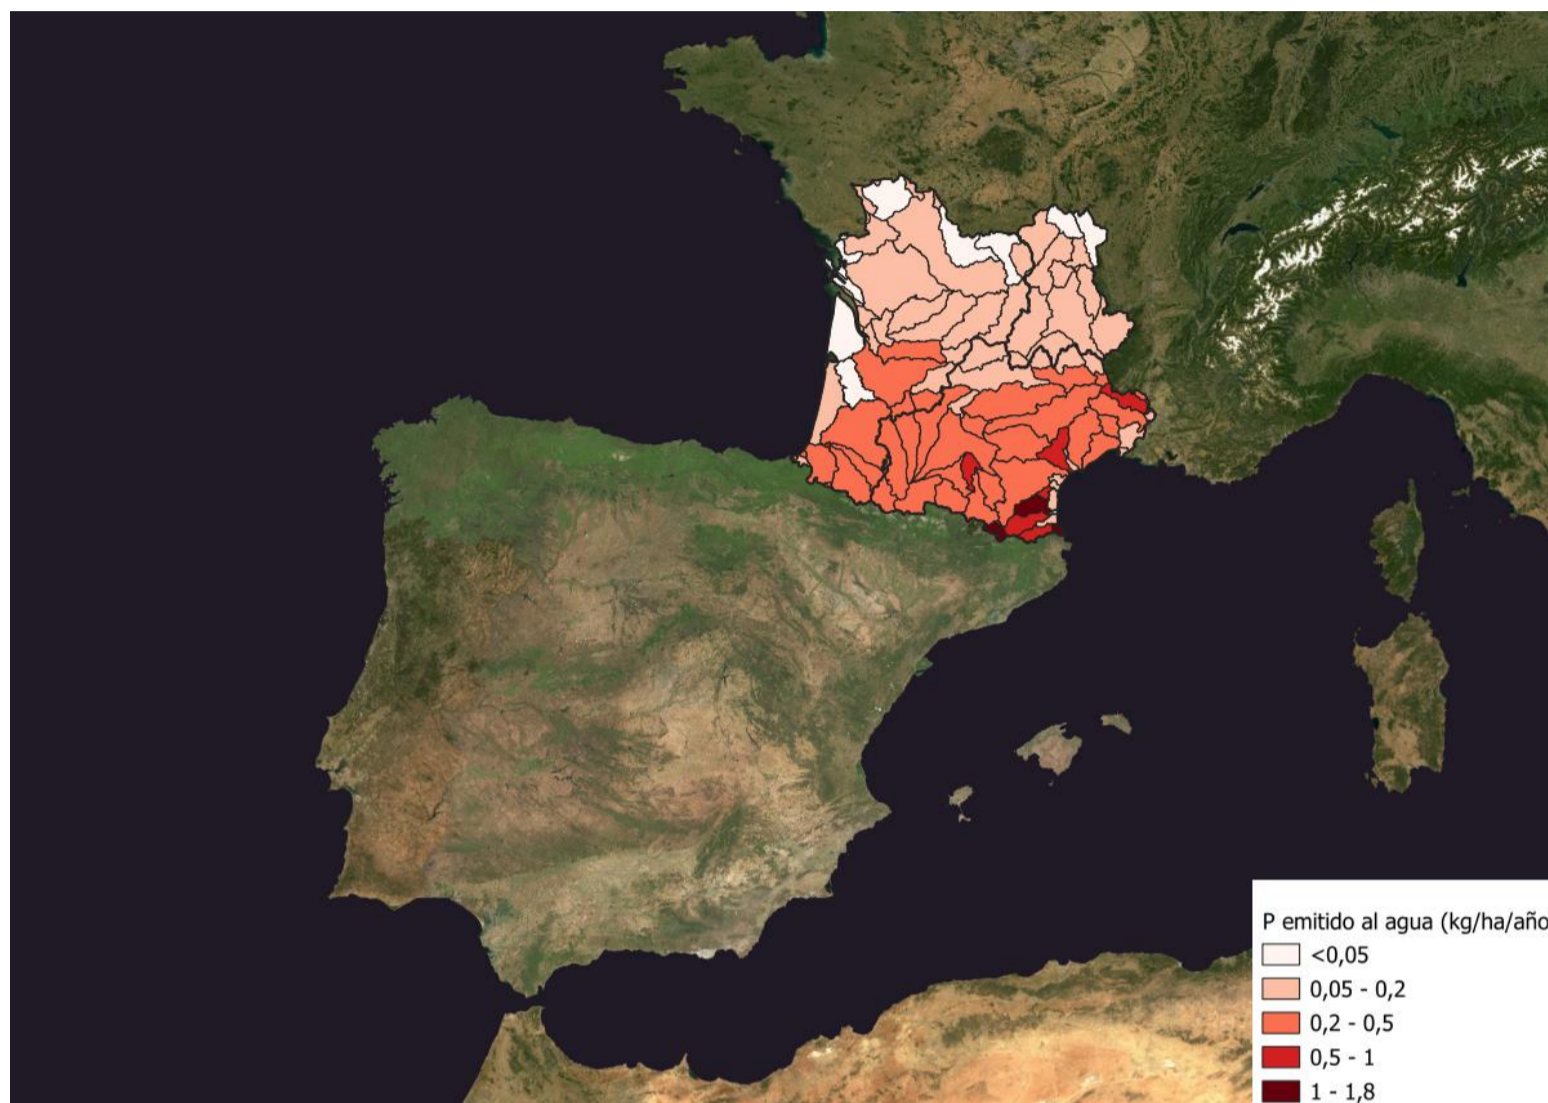 P emitido al agua (kg/ha/año
<0,05
0,05 - 0,2
0,2 - 0,5
0,5 - 1
1 - 1,8